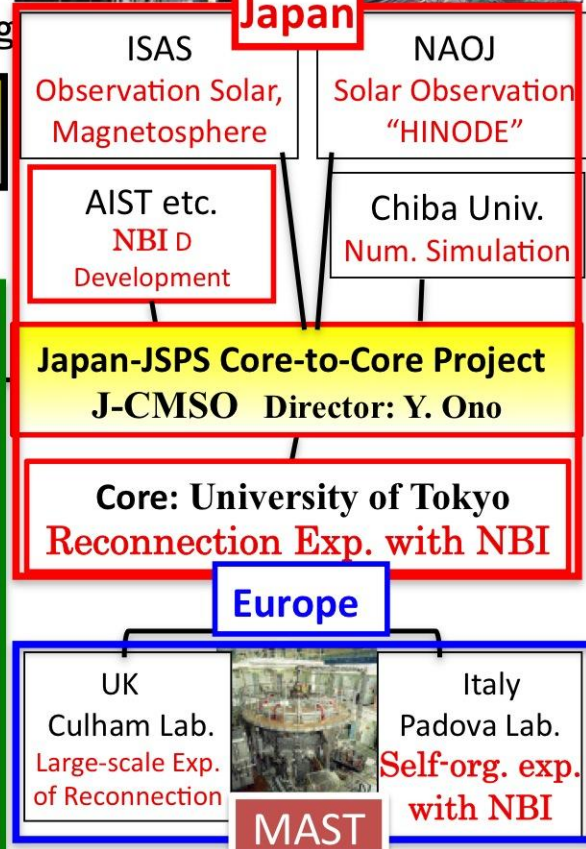 g
Japan
ISAS
Observation Solar,
Magnetosphere
NAOJ
Solar Observation
“HINODE”
AIST etc.
NBI D
Development
Chiba Univ.
Num. Simulation
Japan-JSPS Core-to-Core Project
J-CMSO Director: Y. Ono
Core: University of Tokyo
Reconnection Exp. with NBI
Europe
UK
Culham Lab.
Large-scale Exp.
of Reconnection
Italy
Padova Lab.
Self-org. exp.
with NBI
MAST